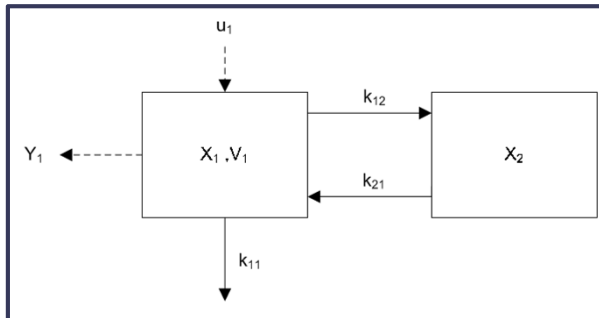 u₁
k₁₂
Y₁
X₁ ,V₁
X₂
k₂₁
k₁₁